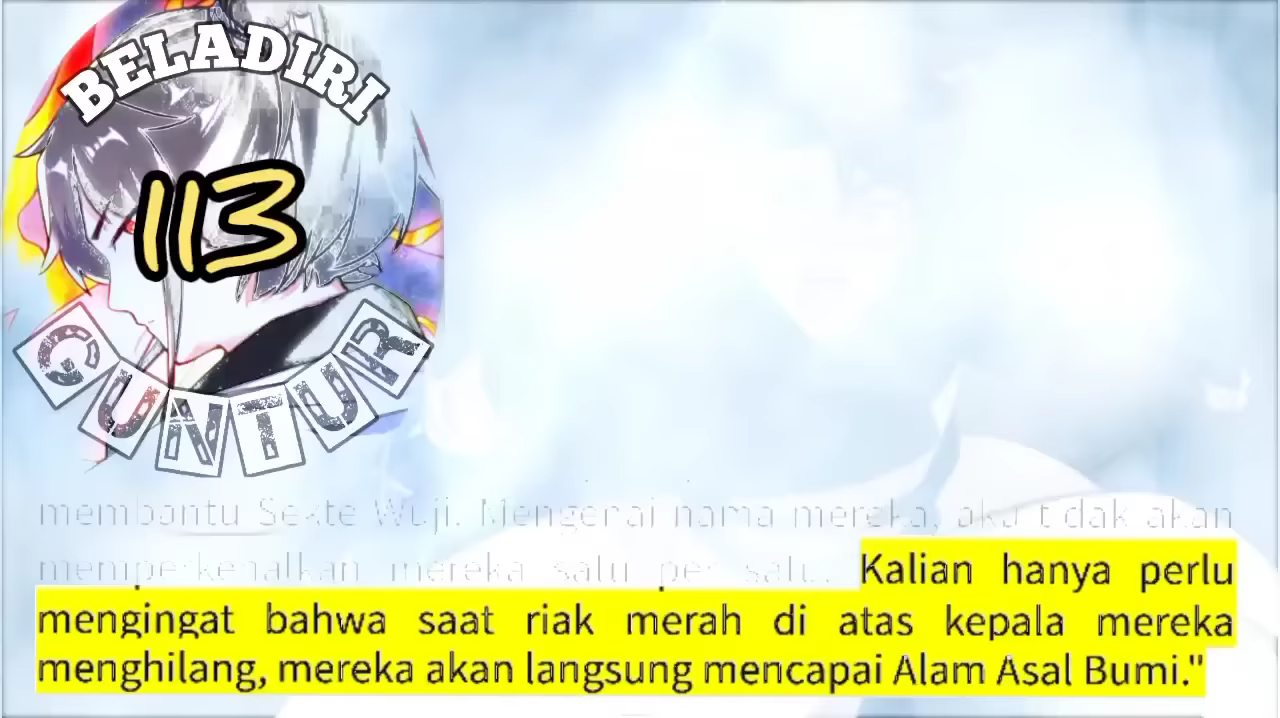 BELADIRI
113
GUNTUR
membantu Sekte Wuji. Mengenai nama mereka, aku tidak akan
memperkenalkan mereka satu per satu. Kalian hanya perlu
mengingat bahwa saat riak merah di atas kepala mereka
menghilang, mereka akan langsung mencapai Alam Asal Bumi."